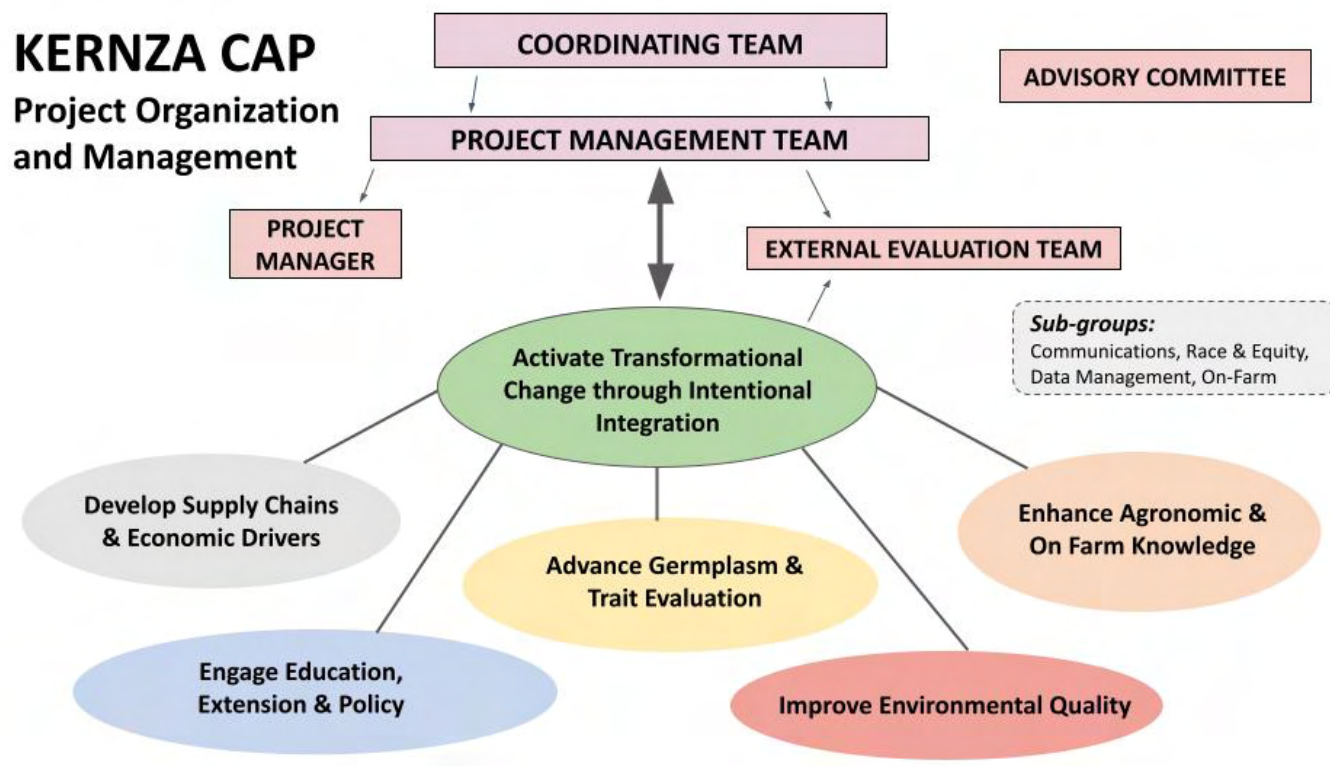 KERNZA CAP
Project Organization
and Management
COORDINATING TEAM
ADVISORY COMMITTEE
PROJECT MANAGEMENT TEAM
PROJECT
MANAGER
EXTERNAL EVALUATION TEAM
Sub-groups:
Communications, Race & Equity,
Data Management, On-Farm
Activate Transformational
Change through Intentional
Integration
Develop Supply Chains
& Economic Drivers
Enhance Agronomic &
On Farm Knowledge
Advance Germplasm &
Trait Evaluation
Engage Education,
Extension & Policy
Improve Environmental Quality